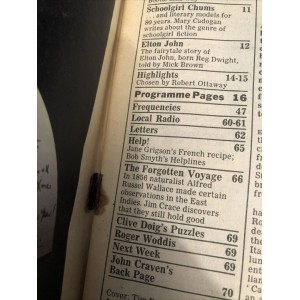 Schoolgirl Chums 11
and literary models for
80 years. Mary Cadogan
writes about the genre of
schoolgirl fiction
Elton John 12
The fairytale story of
Elton John, born Reg Dwight,
told by Mick Brown
Highlights 14-15
Chosen by Robert Ottaway
Programme Pages 16
Frequencies 47
Local Radio 60-61
Letters 62
Help! 65
Jane Grigson's French recipe;
Bob Smyth's Helplines
The Forgotten Voyage 66
In 1856 naturalist Alfred
Russel Wallace made certain
observations in the East
Indies. Jim Crace discovers
that they still hold good
Clive Doig's Puzzles 69
Roger Woddis 69
Next Week 69
John Craven's
Back Page 70
Cover: